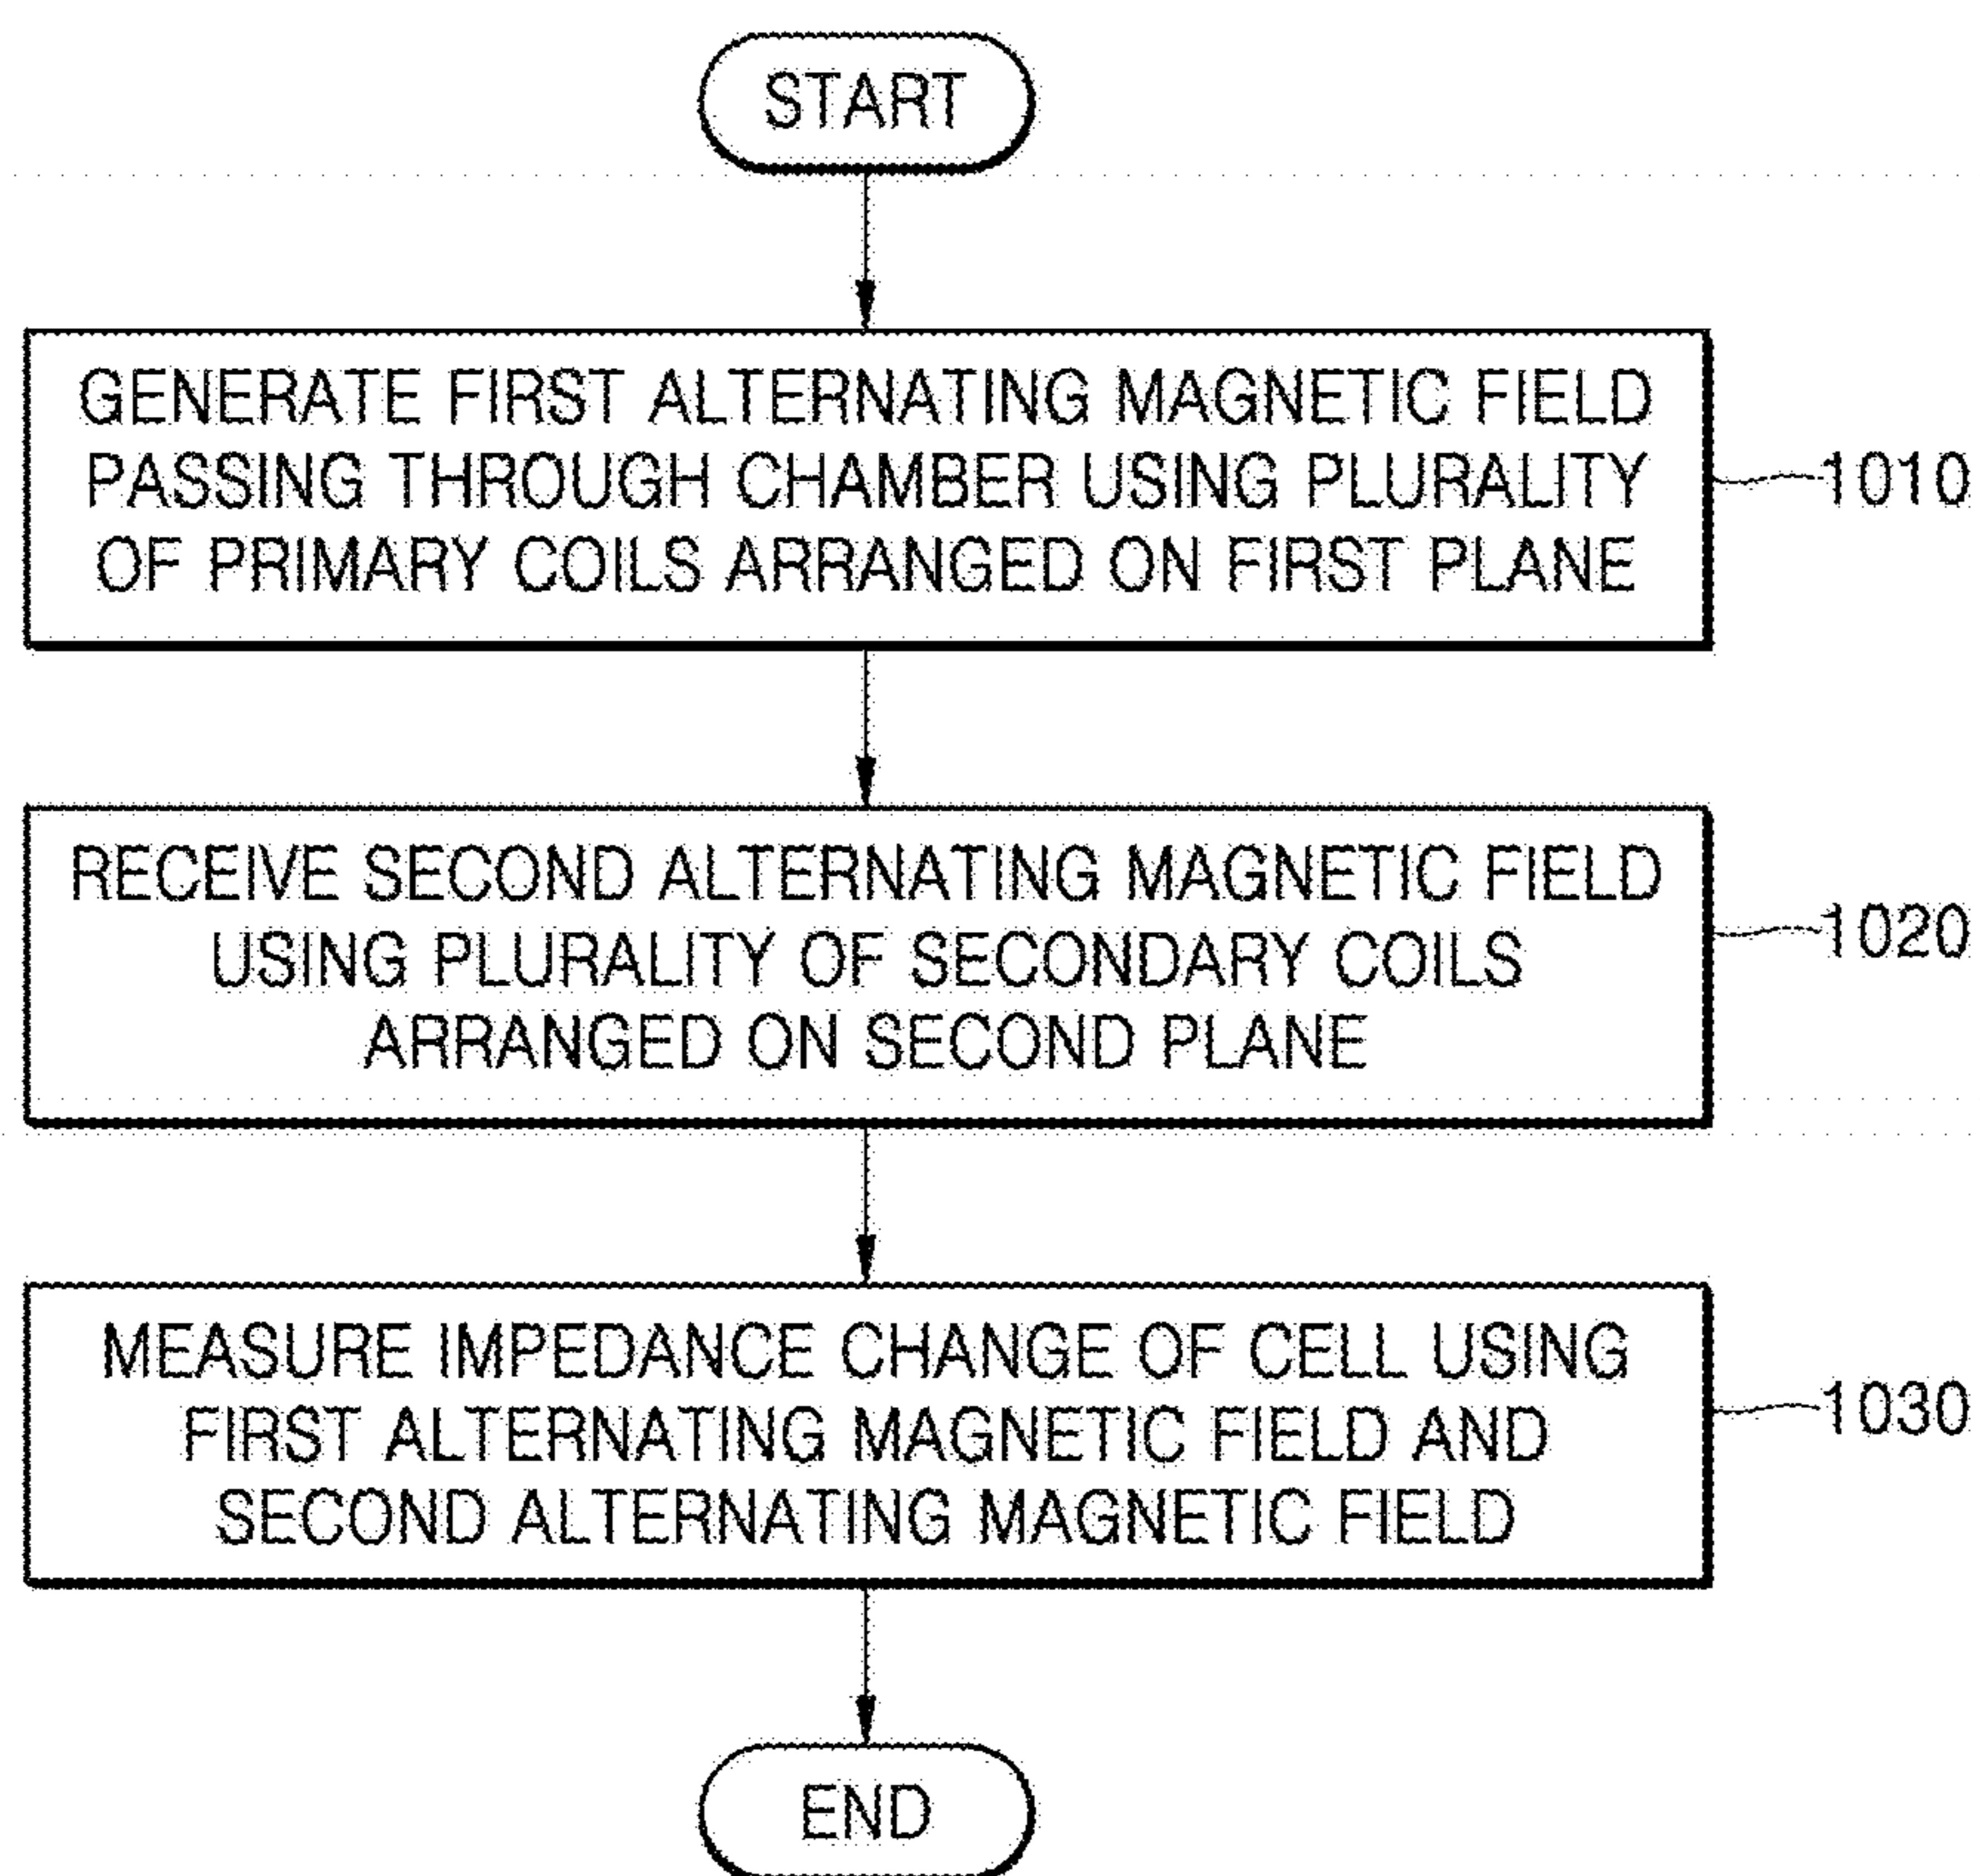 START
GENERATE FIRST ALTERNATING MAGNETIC FIELD
PASSING THROUGH CHAMBER USING PLURALITY
OF PRIMARY COILS ARRANGED ON FIRST PLANE
1010
RECEIVE SECOND ALTERNATING MAGNETIC FIELD
USING PLURALITY OF SECONDARY COILS
ARRANGED ON SECOND PLANE
1020
MEASURE IMPEDANCE CHANGE OF CELL USING
FIRST ALTERNATING MAGNETIC FIELD AND
SECOND ALTERNATING MAGNETIC FIELD
1030
END